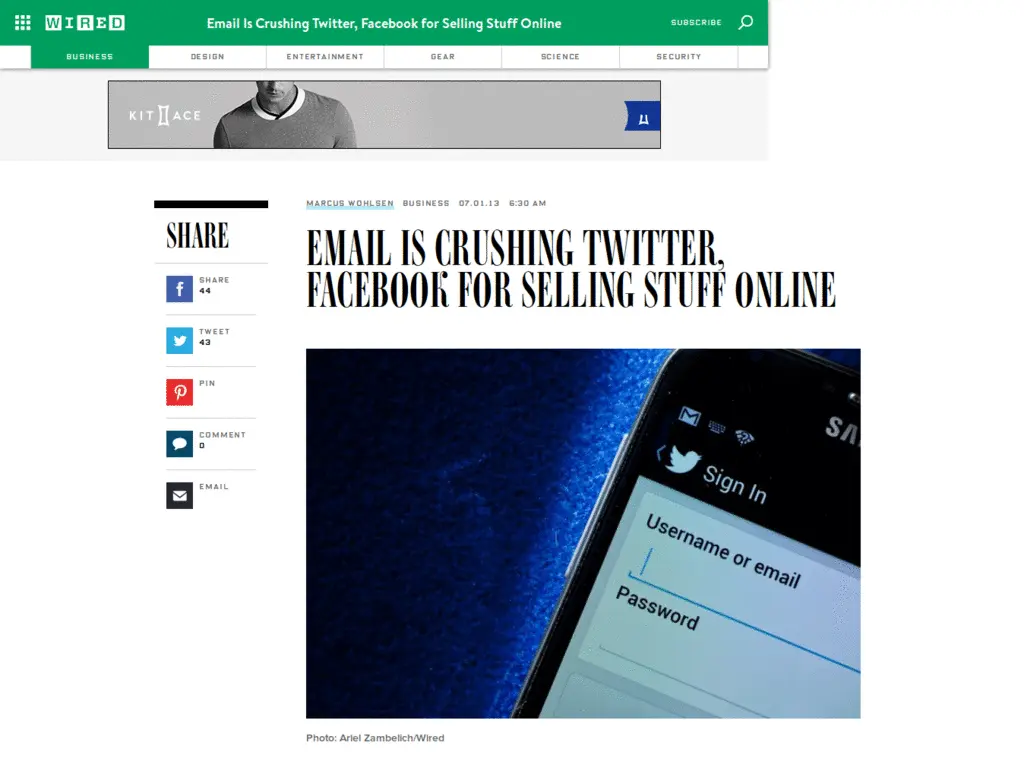 WIRED
Email Is Crushing Twitter, Facebook for Selling Stuff Online
SUBSCRIBE
BUSINESS
DESIGN
ENTERTAINMENT
GEAR
SCIENCE
SECURITY
KIT ACE
MARCUS WOHLSEN BUSINESS 07.01.13 6:30 AM
EMAIL IS CRUSHING TWITTER,
FACEBOOK FOR SELLING STUFF ONLINE
SHARE
SHARE
44
TWEET
43
PIN
COMMENT
0
EMAIL
Sign In
Username or email
Password
Photo: Ariel Zambelich/Wired